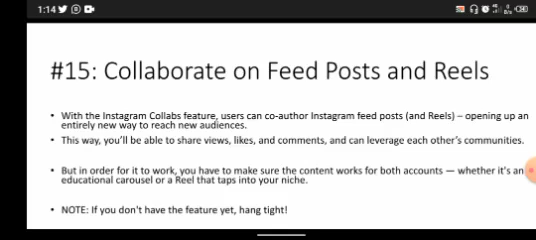 1:14
#15: Collaborate on Feed Posts and Reels
• With the Instagram Collabs feature, users can co-author Instagram feed posts (and Reels) – opening up an
entirely new way to reach new audiences.
• This way, you'll be able to share views, likes, and comments, and can leverage each other's communities.
• But in order for it to work, you have to make sure the content works for both accounts — whether it's an
educational carousel or a Reel that taps into your niche.
• NOTE: If you don't have the feature yet, hang tight!